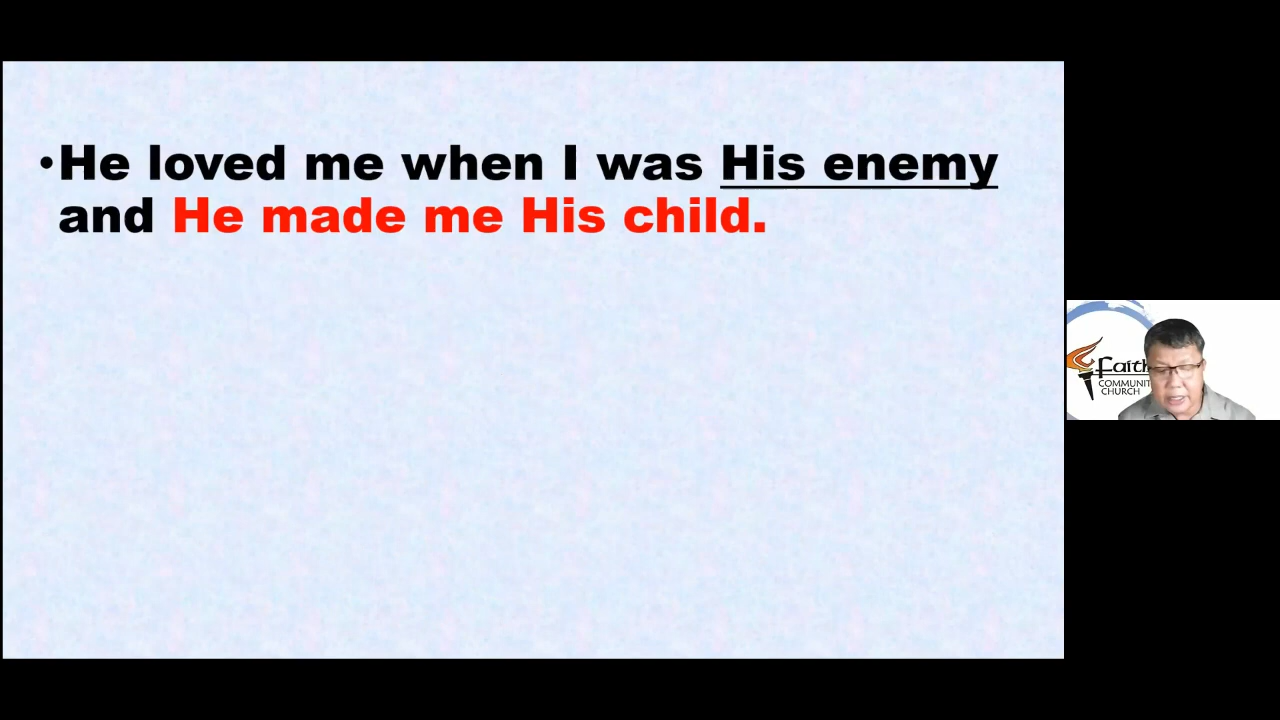 •He loved me when I was His enemy
and He made me His child.
Faith
COMMUNIT
CHURCH